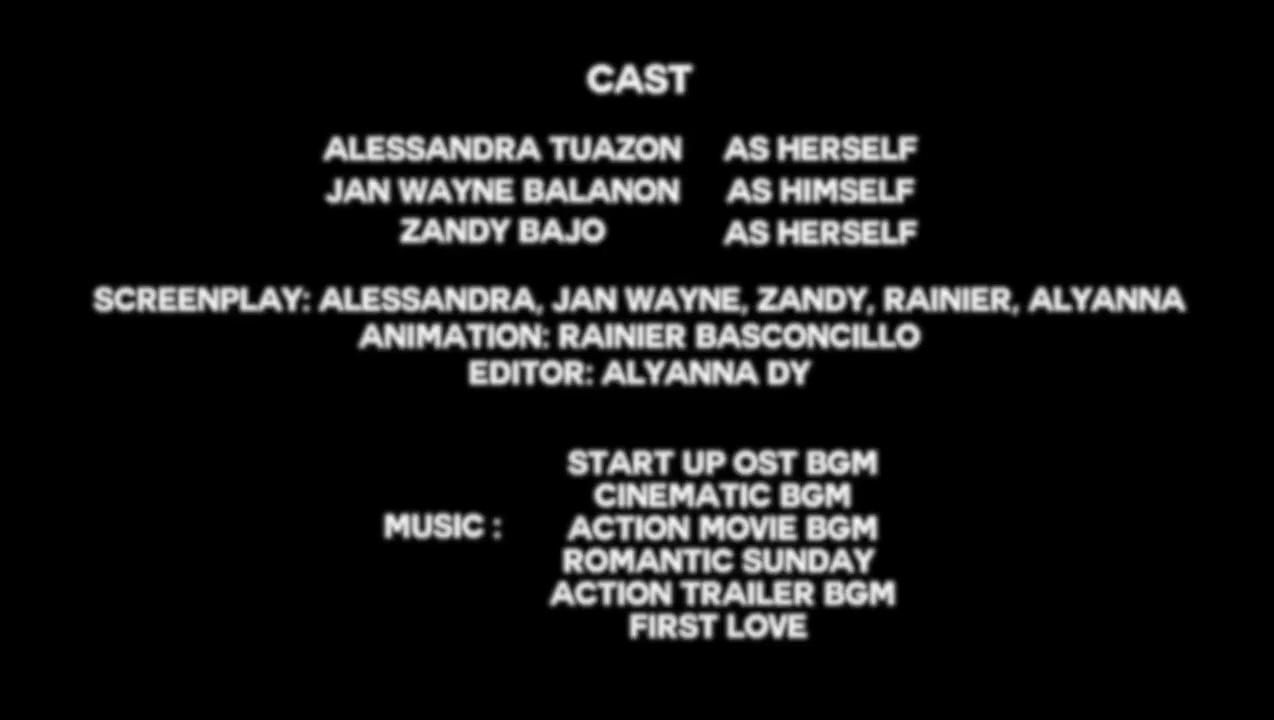 CAST
ALESSANDRA TUAZON AS HERSELF
JAN WAYNE BALANON AS HIMSELF
ZANDY BAJO AS HERSELF
SCREENPLAY: ALESSANDRA, JAN WAYNE, ZANDY, RAINIER, ALYANNA
ANIMATION: RAINIER BASCONCILLO
EDITOR: ALYANNA DY
START UP OST BGM
CINEMATIC BGM
MUSIC : ACTION MOVIE BGM
ROMANTIC SUNDAY
ACTION TRAILER BGM
FIRST LOVE